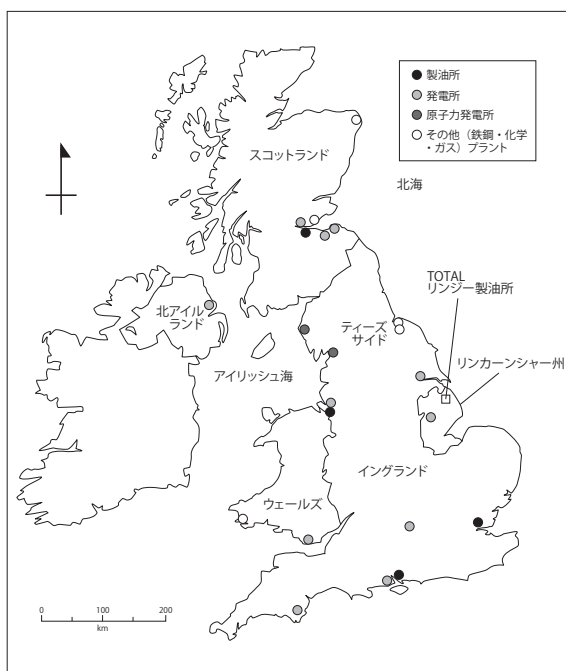 製油所
発電所
原子力発電所
その他（鉄鋼・化学
・ガス）プラント
スコットランド
北海
TOTAL
リンジー製油所
北アイル
ランド
ティーズ
サイド
リンカーンシャー州
アイリッシュ海
イングランド
ウェールズ
0 100 200
km